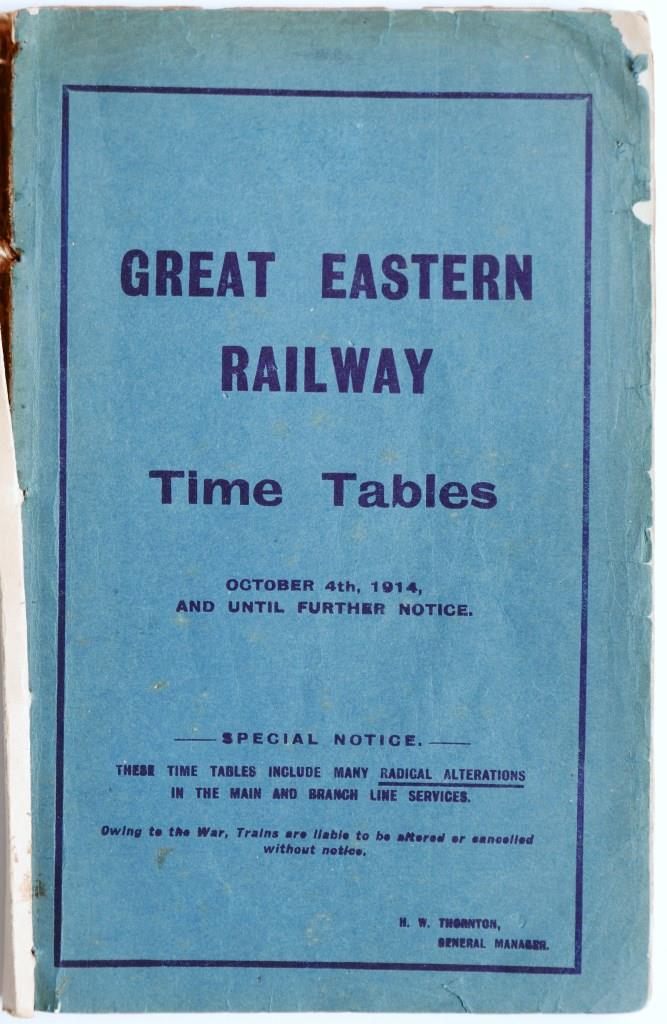 GREAT EASTERN
RAILWAY
Time Tables
OCTOBER 4th, 1914,
AND UNTIL FURTHER NOTICE.
SPECIAL NOTICE.
THESE TIME TABLES INCLUDE MANY RADICAL ALTERATIONS
IN THE MAIN AND BRANCH LINE SERVICES.
Owing to the War, Trains are liable to be altered or cancelled
without notice.
H. W. THORNTON,
GENERAL MANAGER.